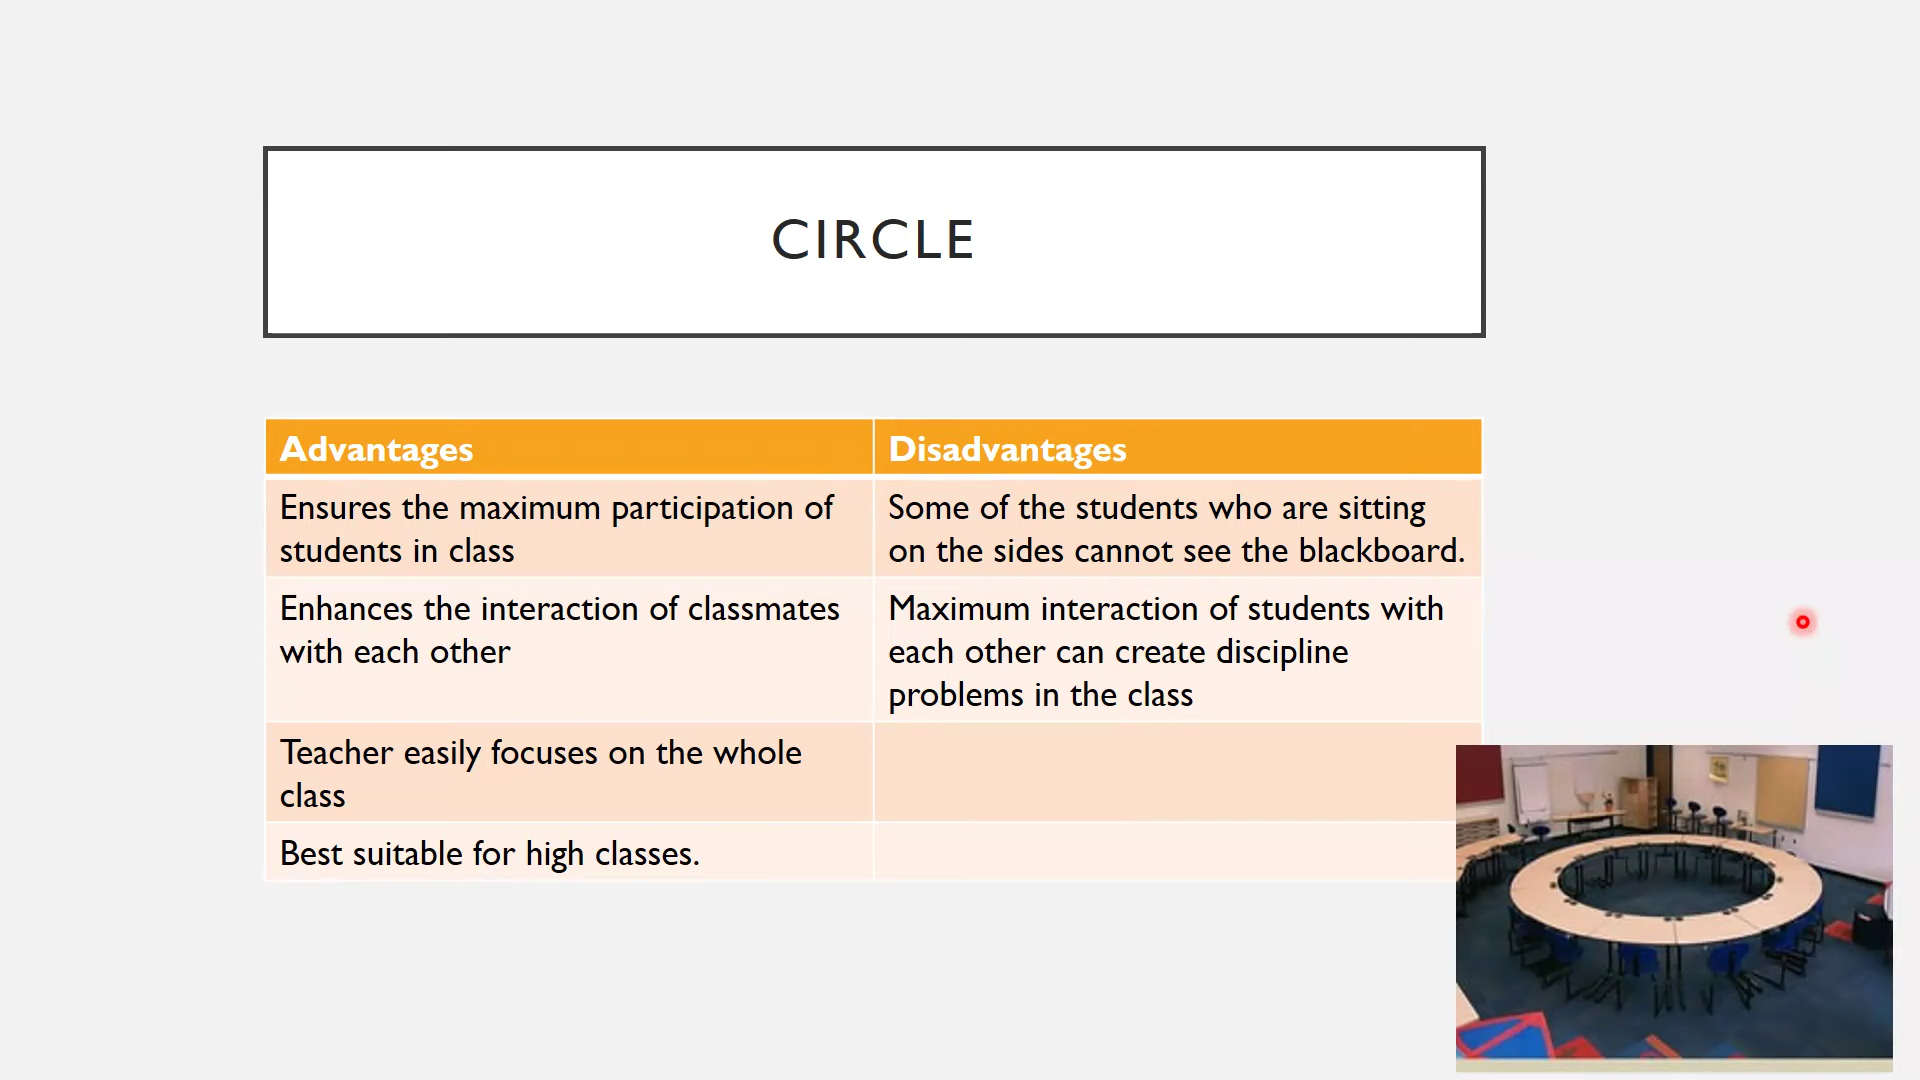 CIRCLE
Advantages
Disadvantages
Ensures the maximum participation of
students in class
Some of the students who are sitting
on the sides cannot see the blackboard.
Enhances the interaction of classmates
with each other
Maximum interaction of students with
each other can create discipline
problems in the class
Teacher easily focuses on the whole
class
Best suitable for high classes.